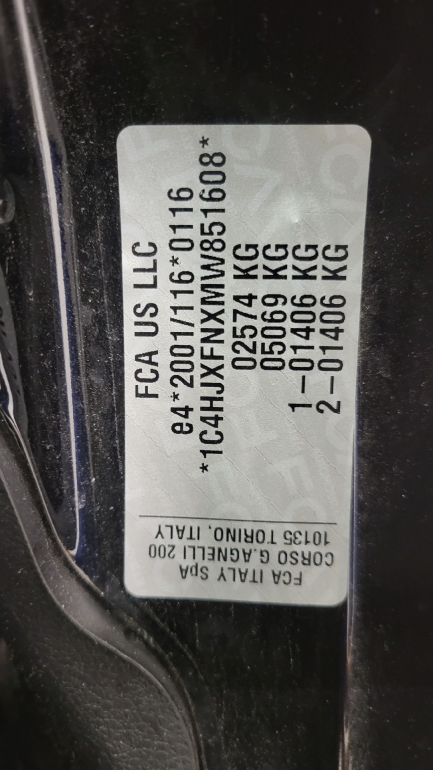 FCA US LLC
e4*2001/116*0116
*1C4HJXFNXMW851608*
02574 KG
05069 KG
1-01406 KG
2-01406 KG
FCA ITALY SpA
CORSO G.AGNELLI 200
10135 TORINO, ITALY